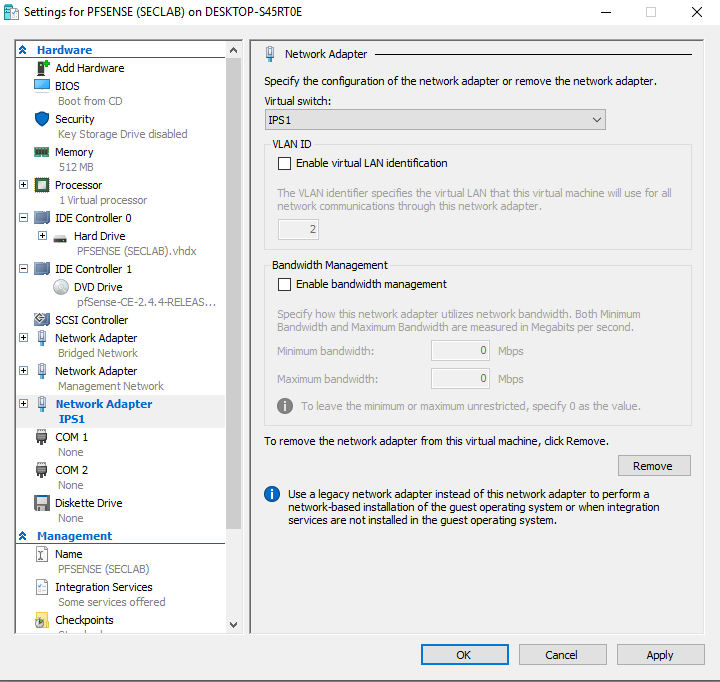 Settings for PFSENSE (SECLAB) on DESKTOP-S45RT0E
Hardware
Add Hardware
BIOS
Boot from CD
Security
Key Storage Drive disabled
Memory
512 MB
Processor
1 Virtual processor
IDE Controller 0
Hard Drive
PFSENSE (SECLAB).vhdx
IDE Controller 1
DVD Drive
pfSense-CE-2.4.4-RELEAS...
SCSI Controller
Network Adapter
Bridged Network
Network Adapter
Management Network
Network Adapter
IPS1
COM 1
None
COM 2
None
Diskette Drive
None
Management
Name
PFSENSE (SECLAB)
Integration Services
Some services offered
Checkpoints
Network Adapter
Specify the configuration of the network adapter or remove the network adapter.
Virtual switch:
IPS1
VLAN ID
Enable virtual LAN identification
The VLAN identifier specifies the virtual LAN that this virtual machine will use for all
network communications through this network adapter.
2
Bandwidth Management
Enable bandwidth management
Specify how this network adapter utilizes network bandwidth. Both Minimum
Bandwidth and Maximum Bandwidth are measured in Megabits per second.
Minimum bandwidth: 0 Mbps
Maximum bandwidth: 0 Mbps
To leave the minimum or maximum unrestricted, specify 0 as the value.
To remove the network adapter from this virtual machine, click Remove.
Remove
Use a legacy network adapter instead of this network adapter to perform a
network-based installation of the guest operating system or when integration
services are not installed in the guest operating system.
OK Cancel Apply